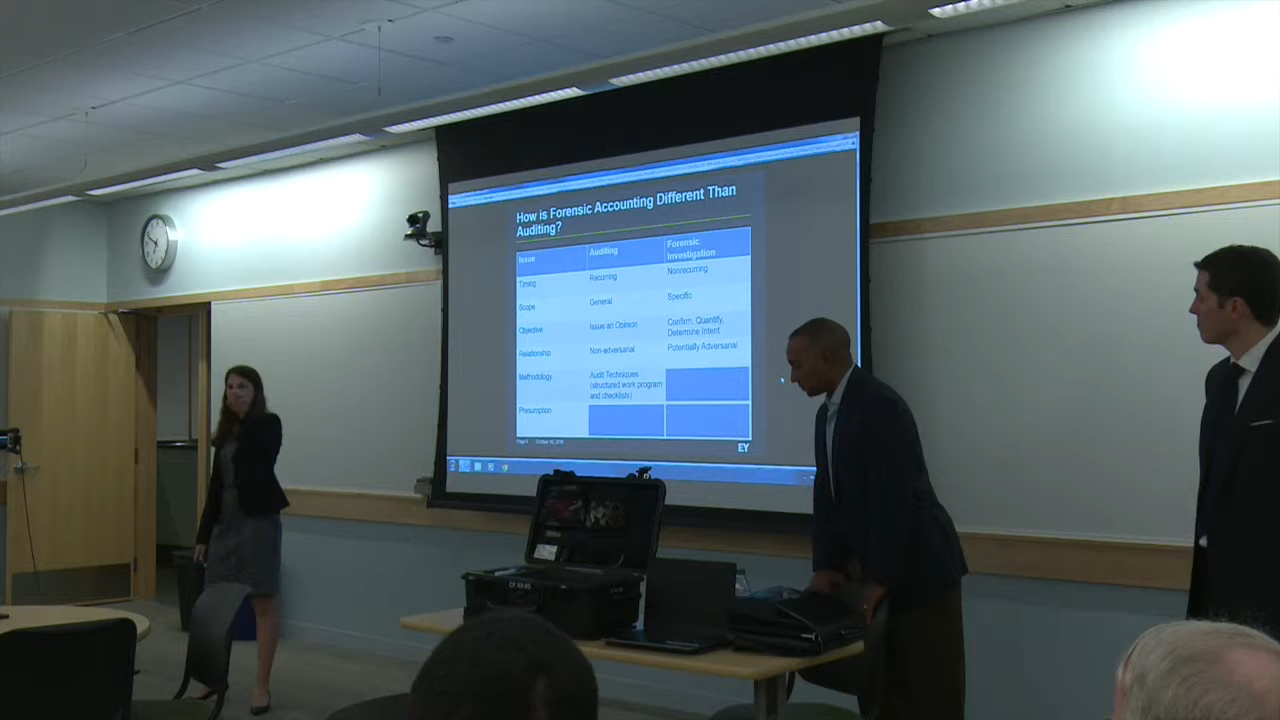 How is Forensic Accounting Different Than
Auditing?
Issue
Auditing
Forensic
Investigation
Timing
Recurring
Nonrecurring
Scope
General
Specific
Objective
Issue an Opinion
Confirm, Quantify,
Determine Intent
Relationship
Non-adversarial
Potentially Adversarial
Methodology
Audit Techniques
(structured work program
and checklists)
Presumption
EY